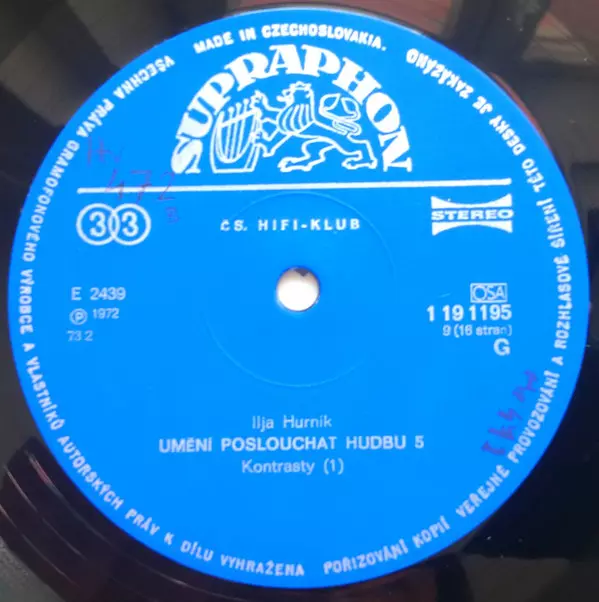 MADE IN CZECHOSLOVAKIA.
SUPRAPHON
33
ČS. HIFI-KLUB
STEREO
E 2439
℗ 1972
73 2
OSA
1 19 1195
9 (16 stran)
G
Ilja Hurník
UMĚNÍ POSLOUCHAT HUDBU 5
Kontrasty (1)
VŠECHNA PRÁVA GRAMOFONOVÉHO VÝROBCE A VLASTNÍKŮ AUTORSKÝCH PRÁV K DÍLU VYHRAŽENA. POŘIZOVÁNÍ KOPIÍ VEŘEJNÉ PROVOZOVÁNÍ A ROZHLASOVÉ ŠÍŘENÍ TÉTO DESKY JE ZAKÁZÁNO